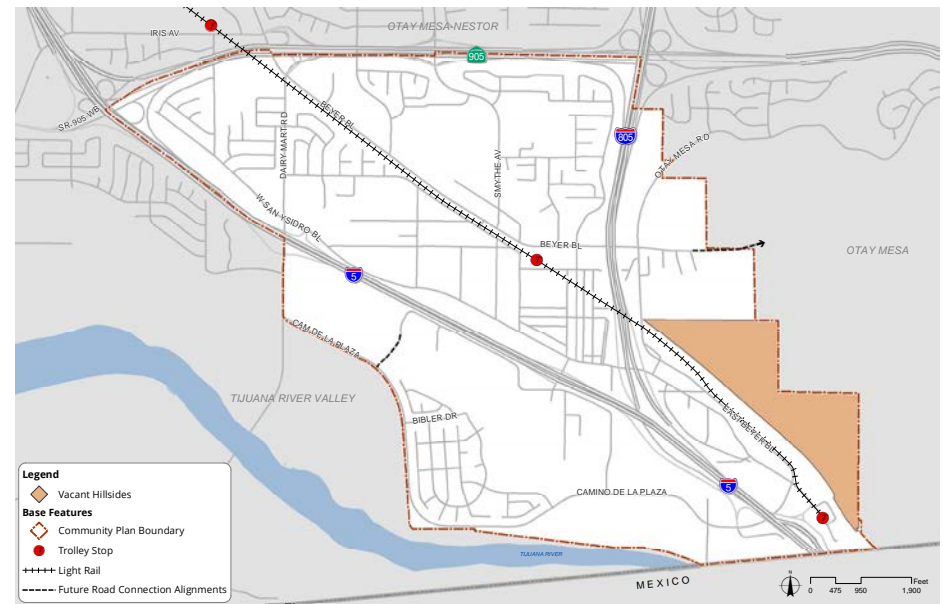 OTAY MESA-NESTOR
IRIS AV
905
SR-905 WB
BEYER BL
DAIRY MART RD
SMYTHE AV
805
OTAY MESA RD
W SAN YSIDRO BL
BEYER BL
OTAY MESA
5
CAM DE LA PLAZA
TIJUANA RIVER VALLEY
BIBLER DR
EAST BEYER BL
CAMINO DE LA PLAZA
5
TIJUANA RIVER
MEXICO
Legend
Vacant Hillsides
Base Features
Community Plan Boundary
Trolley Stop
Light Rail
Future Road Connection Alignments
N
Feet
0 475 950 1,900